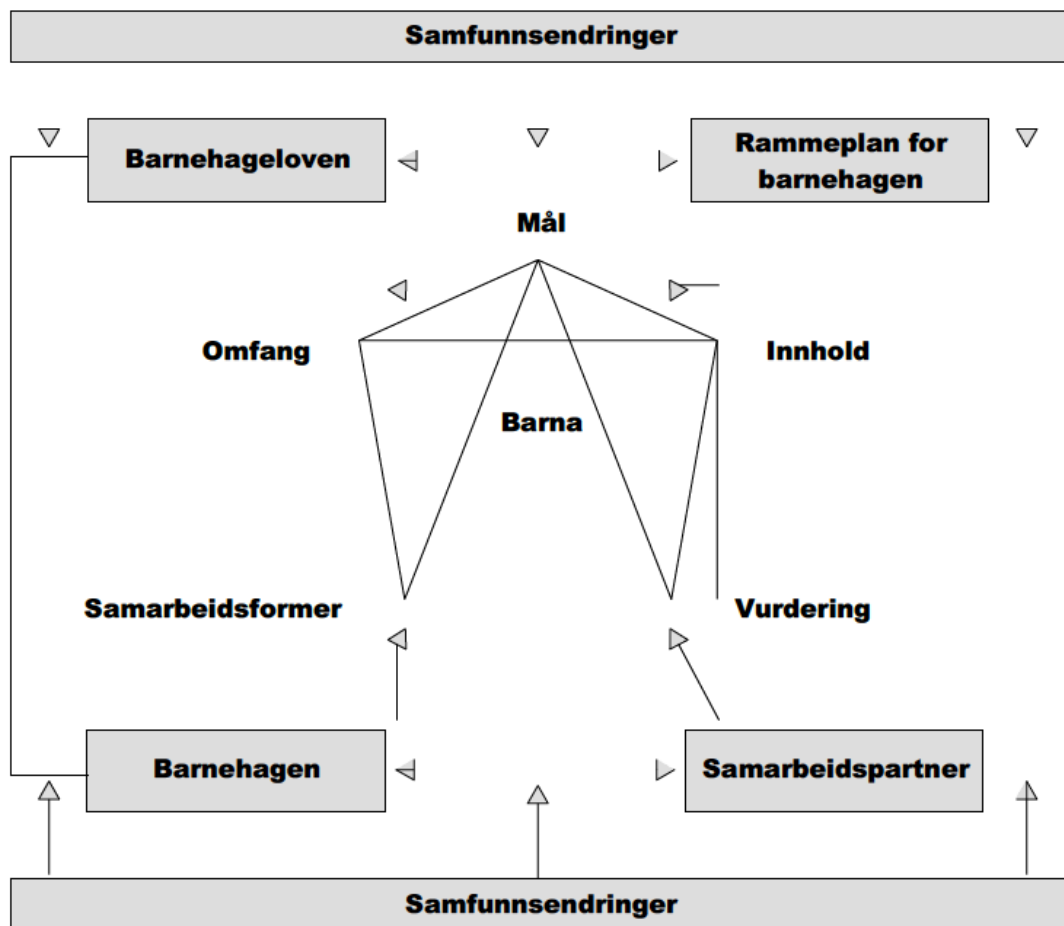 Samfunnsendringer
Barnehageloven
Rammeplan for
barnehagen
Mål
Omfang
Innhold
Barna
Samarbeidsformer
Vurdering
Barnehagen
Samarbeidspartner
Samfunnsendringer